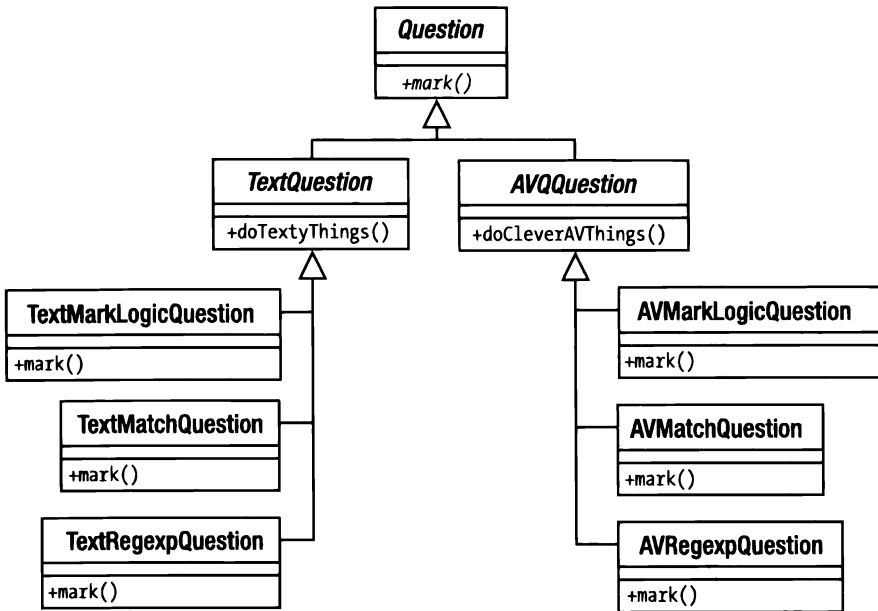 Question
+mark()
TextQuestion
+doTextyThings()
AVQQuestion
+doCleverAVThings()
TextMarkLogicQuestion
+mark()
TextMatchQuestion
+mark()
TextRegexpQuestion
+mark()
AVMarkLogicQuestion
+mark()
AVMatchQuestion
+mark()
AVRegexpQuestion
+mark()